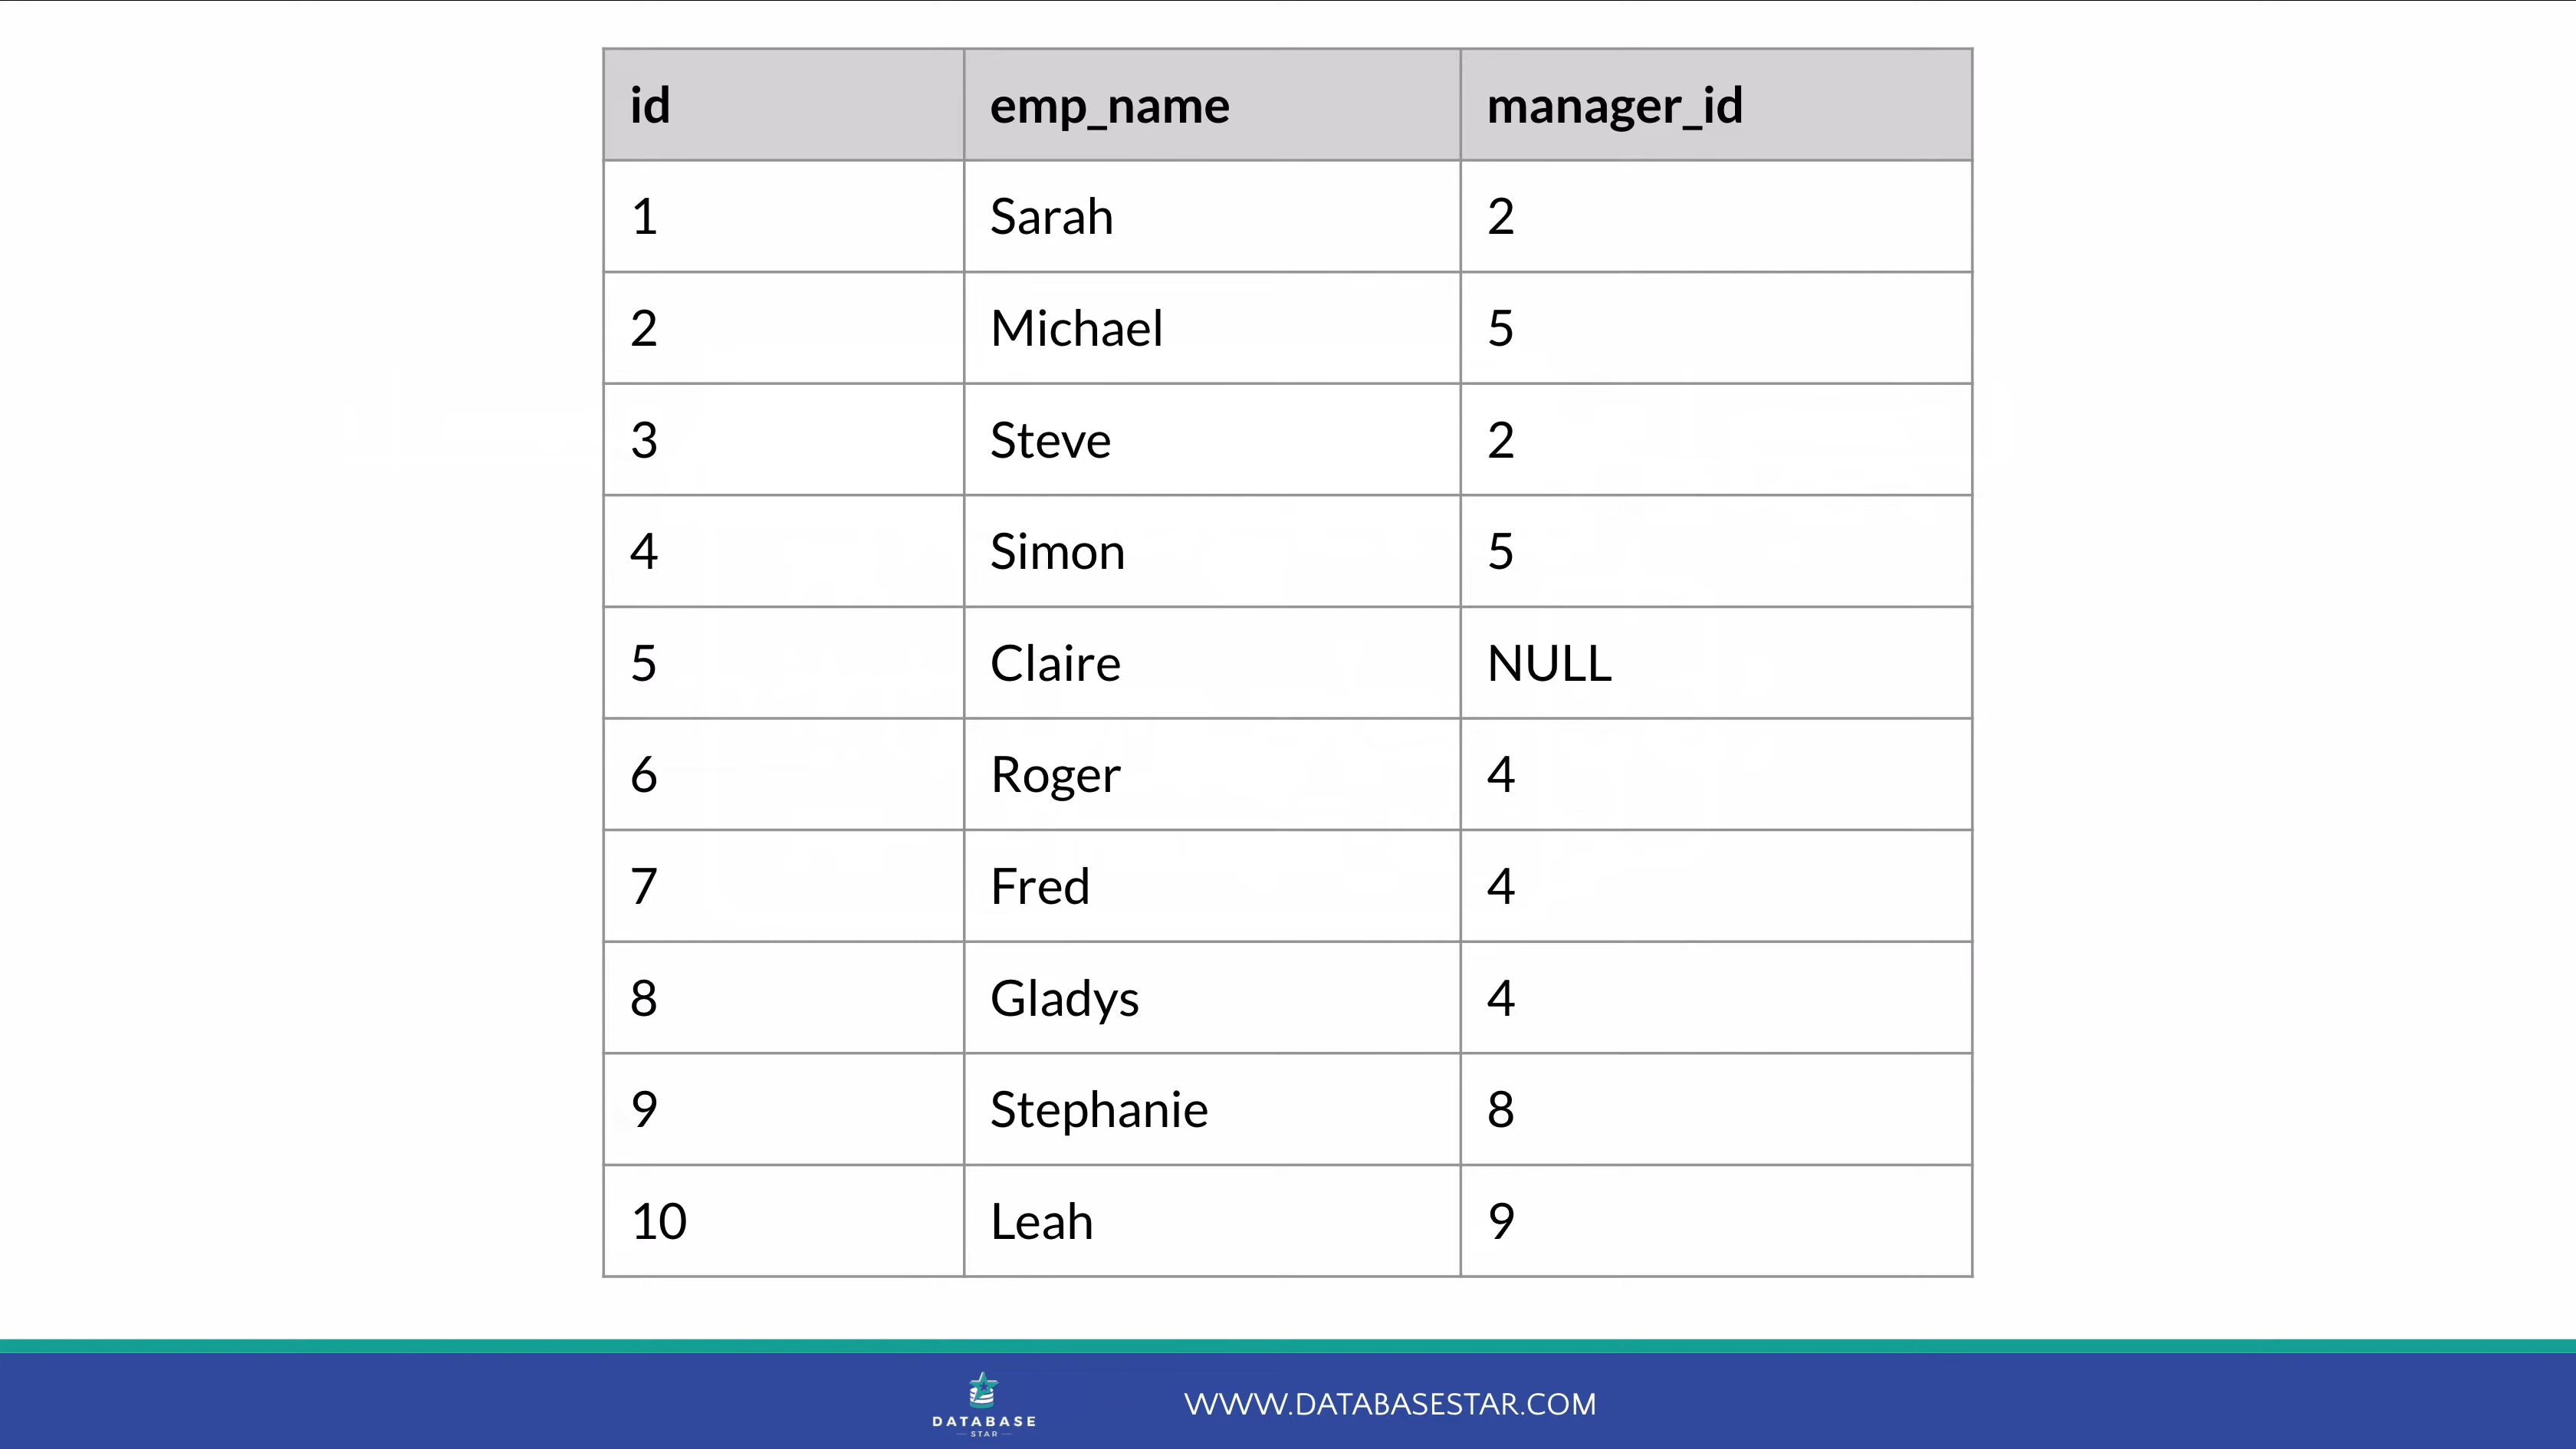 id emp_name manager_id
1 Sarah 2
2 Michael 5
3 Steve 2
4 Simon 5
5 Claire NULL
6 Roger 4
7 Fred 4
8 Gladys 4
9 Stephanie 8
10 Leah 9
DATABASE
STAR
WWW.DATABASESTAR.COM